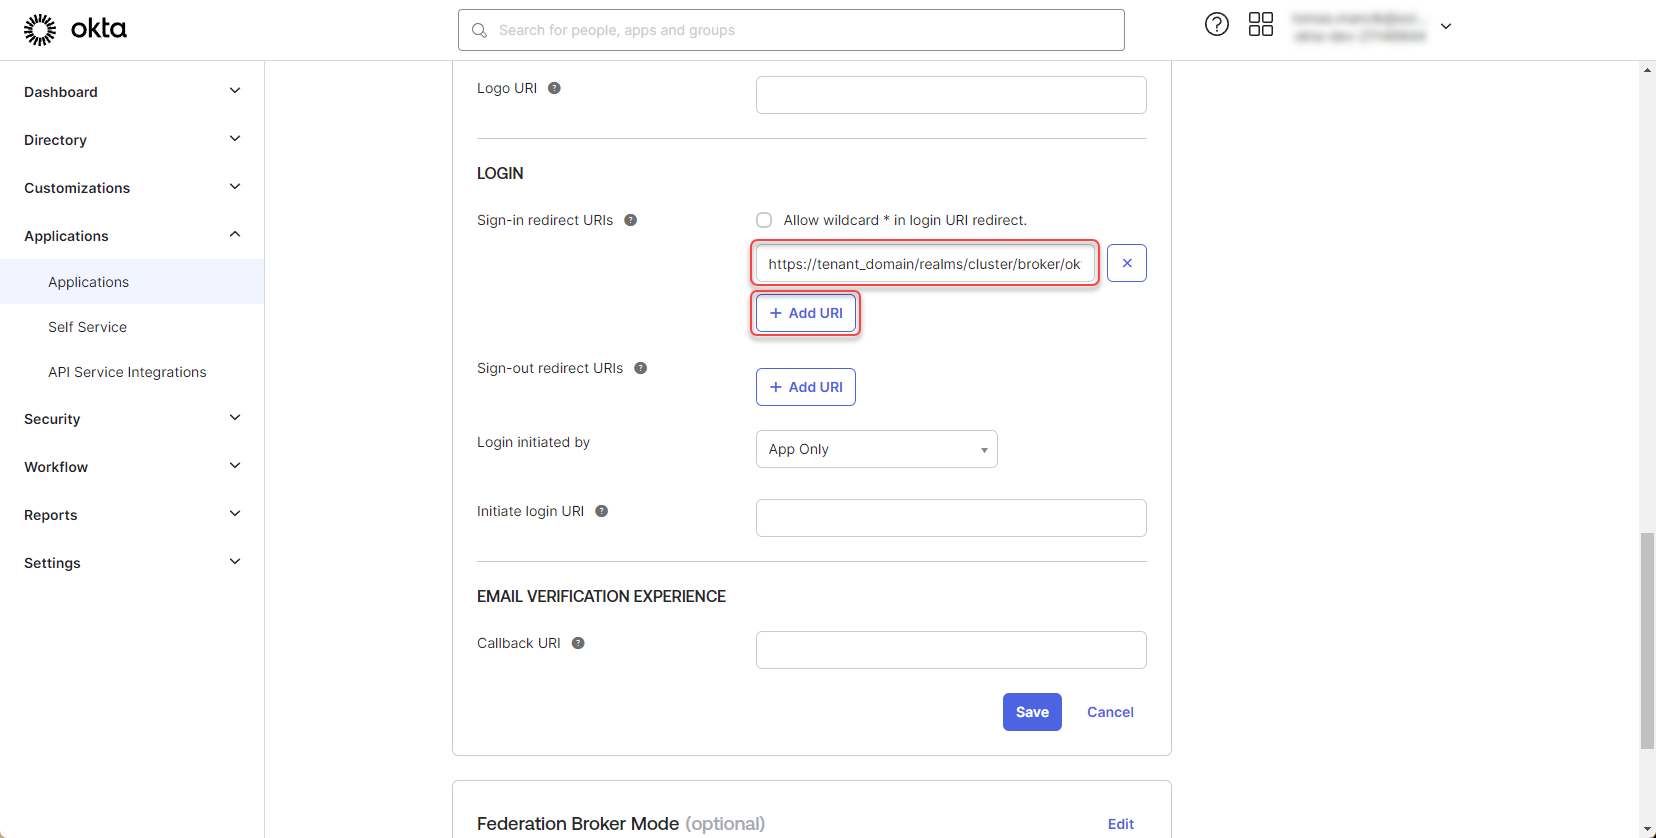 okta
Search for people, apps and groups
Dashboard
Directory
Customizations
Applications
Applications
Self Service
API Service Integrations
Security
Workflow
Reports
Settings
Logo URI ?
LOGIN
Sign-in redirect URIs ?
Allow wildcard * in login URI redirect.
https://tenant_domain/realms/cluster/broker/ok
+ Add URI
Sign-out redirect URIs ?
+ Add URI
Login initiated by
App Only
Initiate login URI ?
EMAIL VERIFICATION EXPERIENCE
Callback URI ?
Save Cancel
Federation Broker Mode (optional) Edit